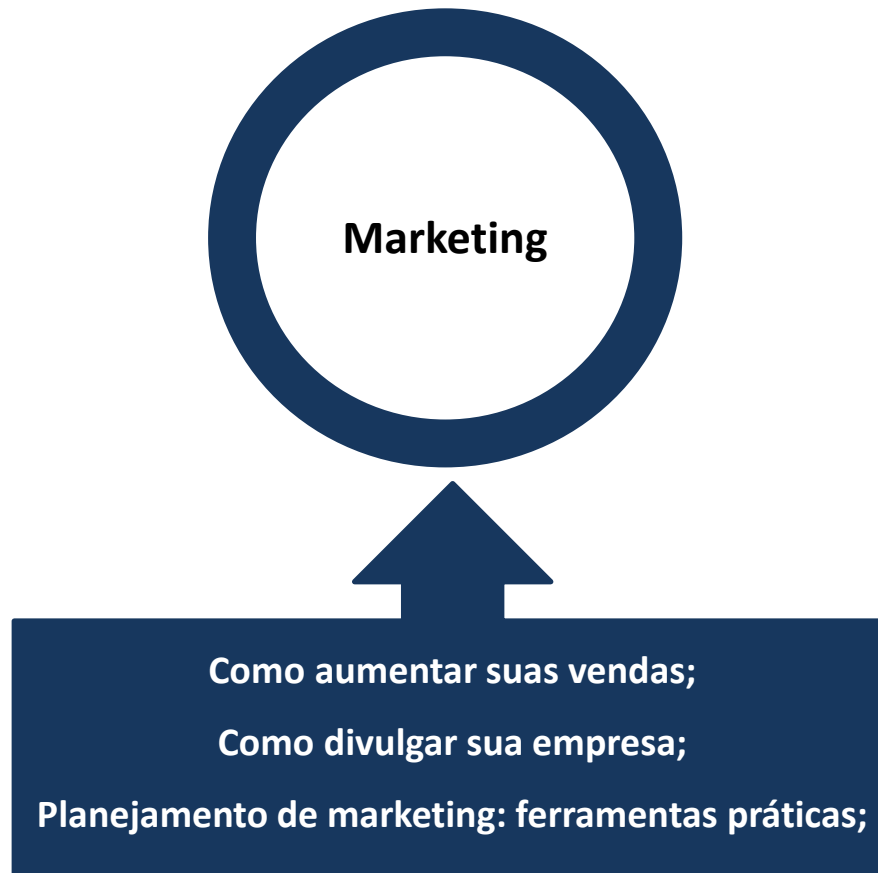 Marketing
Como aumentar suas vendas;
Como divulgar sua empresa;
Planejamento de marketing: ferramentas práticas;